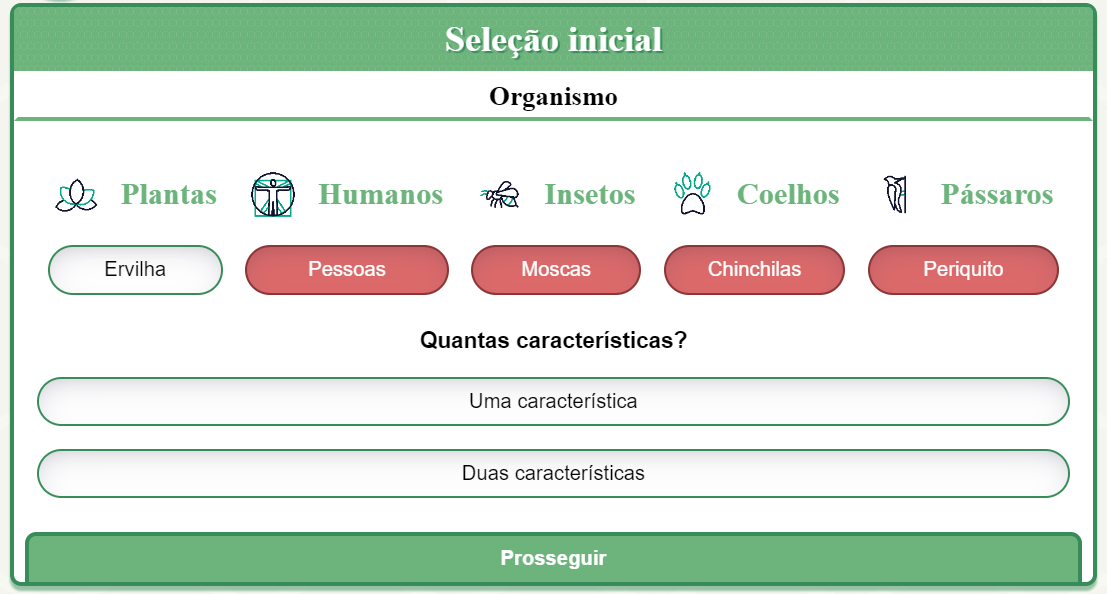 Seleção inicial
Organismo
Plantas Humanos Insetos Coelhos Pássaros
Ervilha Pessoas Moscas Chinchilas Periquito
Quantas características?
Uma característica
Duas características
Prosseguir